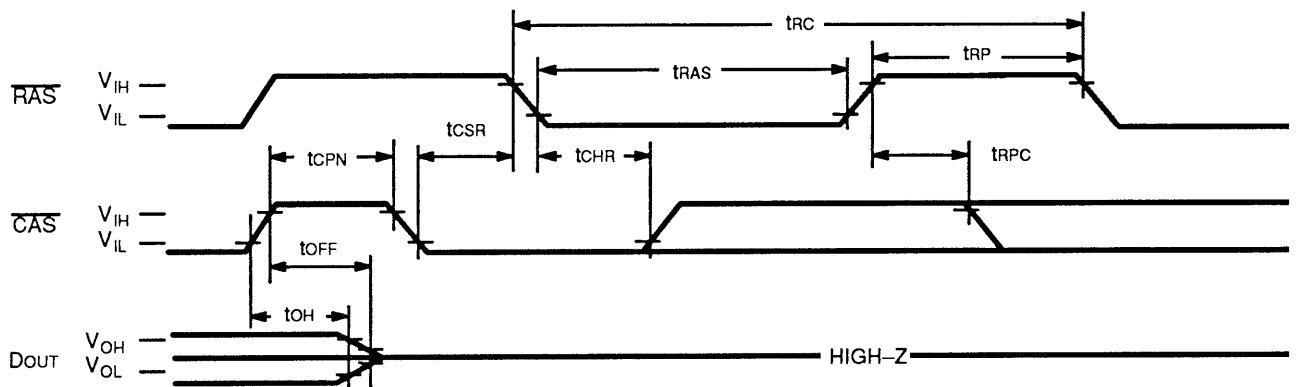 tRC
tRAS
tRP
RAS
VIH
VIL
tCSR
tCPN
tCHR
tRPC
CAS
VIH
VIL
tOFF
tOH
DOUT
VOH
VOL
HIGH–Z